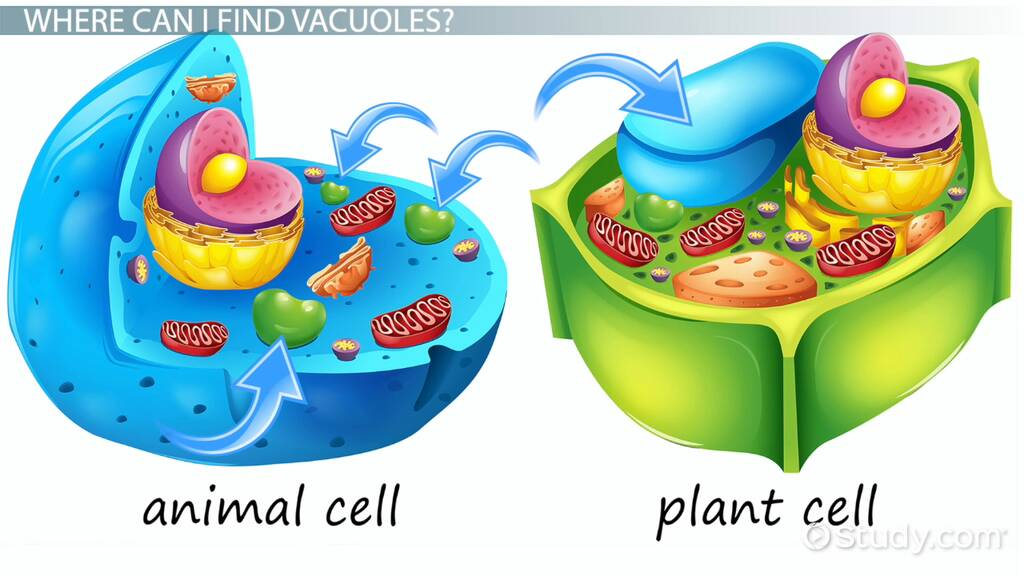 WHERE CAN I FIND VACUOLES?
animal cell
plant cell
Study.com